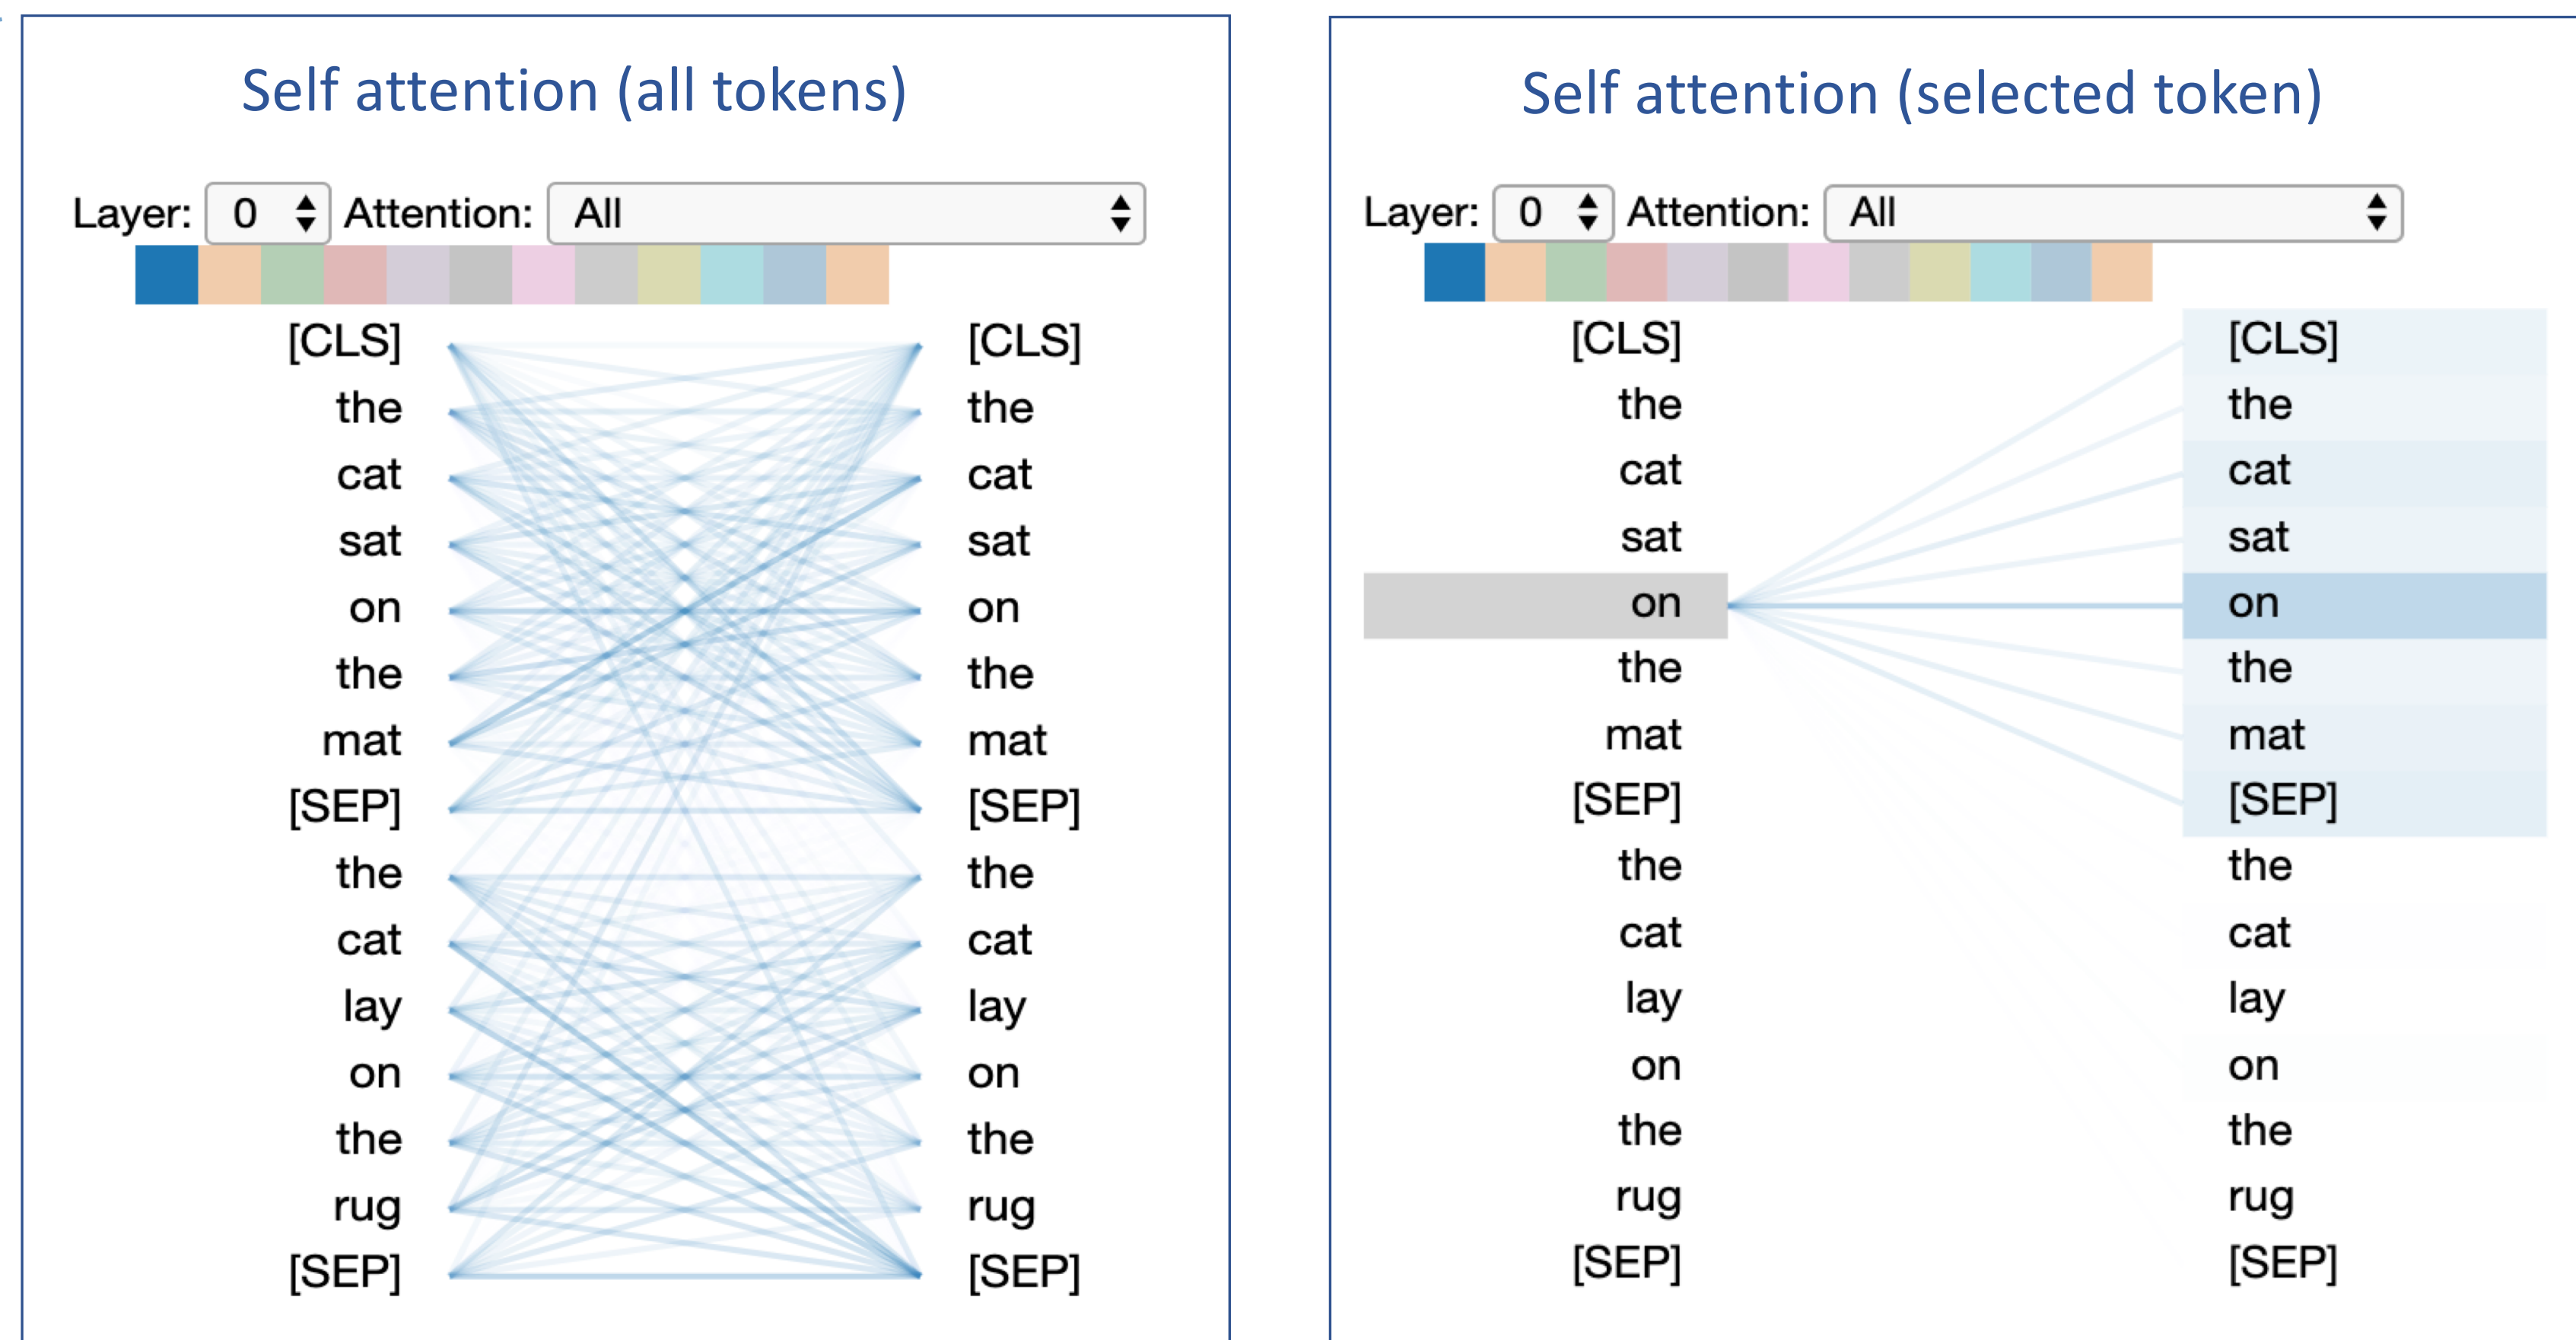 Self attention (all tokens)
Layer: 0 Attention: All
[CLS] [CLS]
the the
cat cat
sat sat
on on
the the
mat mat
[SEP] [SEP]
the the
cat cat
lay lay
on on
the the
rug rug
[SEP] [SEP]
Self attention (selected token)
Layer: 0 Attention: All
[CLS] [CLS]
the the
cat cat
sat sat
on on
the the
mat mat
[SEP] [SEP]
the the
cat cat
lay lay
on on
the the
rug rug
[SEP] [SEP]